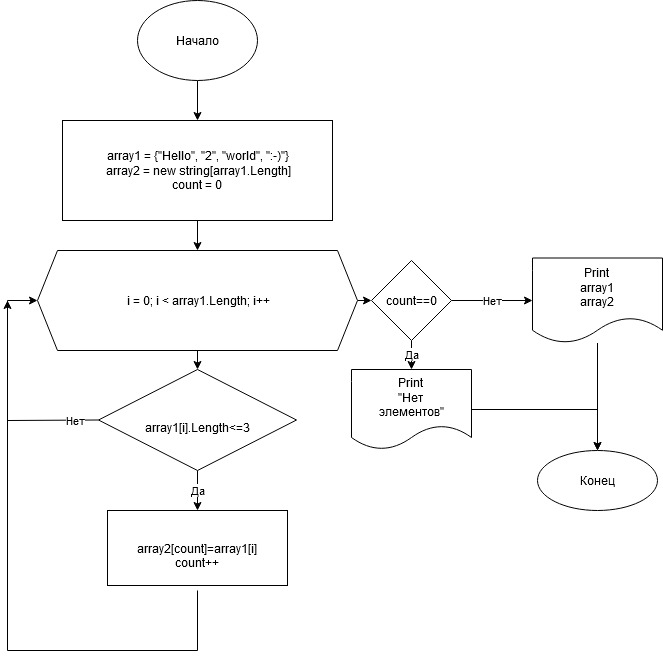 Начало
array1 = {"Hello", "2", "world", ":-)"}
array2 = new string[array1.Length]
count = 0
i = 0; i < array1.Length; i++
count==0
Нет
Print
array1
array2
Да
Print
"Нет
элементов"
Нет
array1[i].Length<=3
Конец
Да
array2[count]=array1[i]
count++